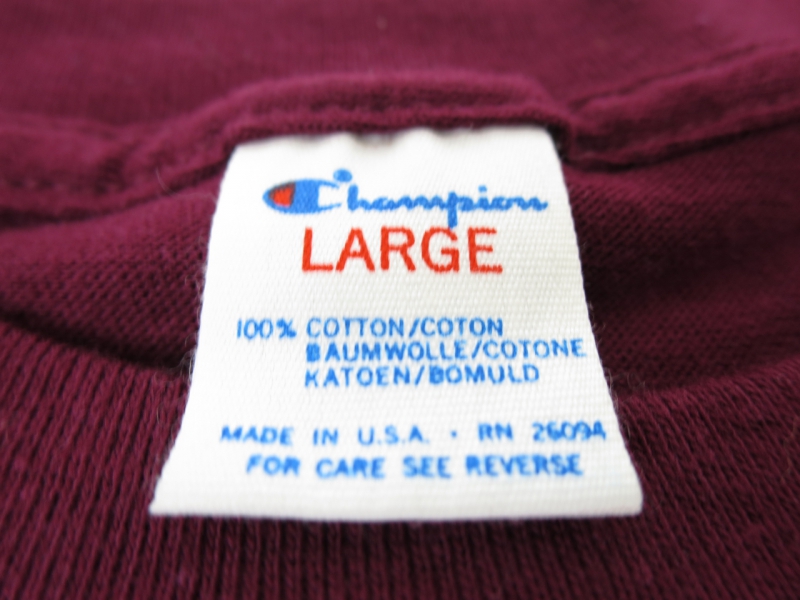 Champion
LARGE
100% COTTON/COTON
BAUMWOLLE/COTONE
KATOEN/BOMULD
MADE IN U.S.A. · RN 26094
FOR CARE SEE REVERSE